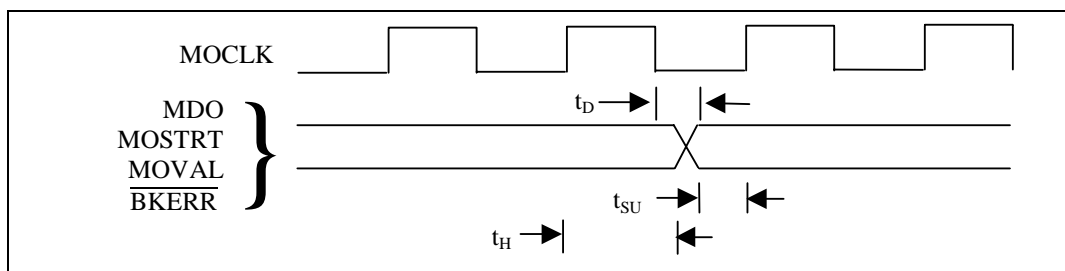 MOCLK
MDO
MOSTRT
MOVAL
BKERR
tD
tSU
tH